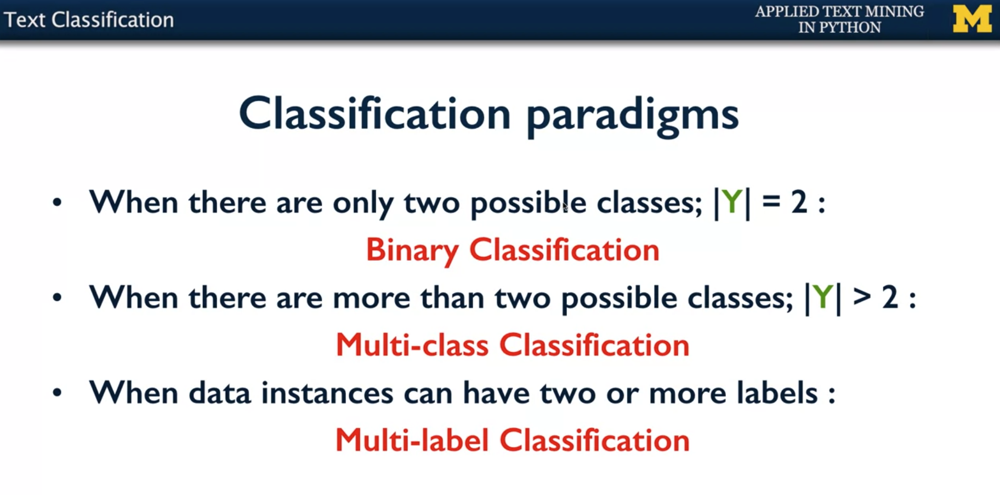 Text Classification
APPLIED TEXT MINING
IN PYTHON
M
Classification paradigms
• When there are only two possible classes; |Y| = 2 :
Binary Classification
• When there are more than two possible classes; |Y| > 2 :
Multi-class Classification
• When data instances can have two or more labels :
Multi-label Classification